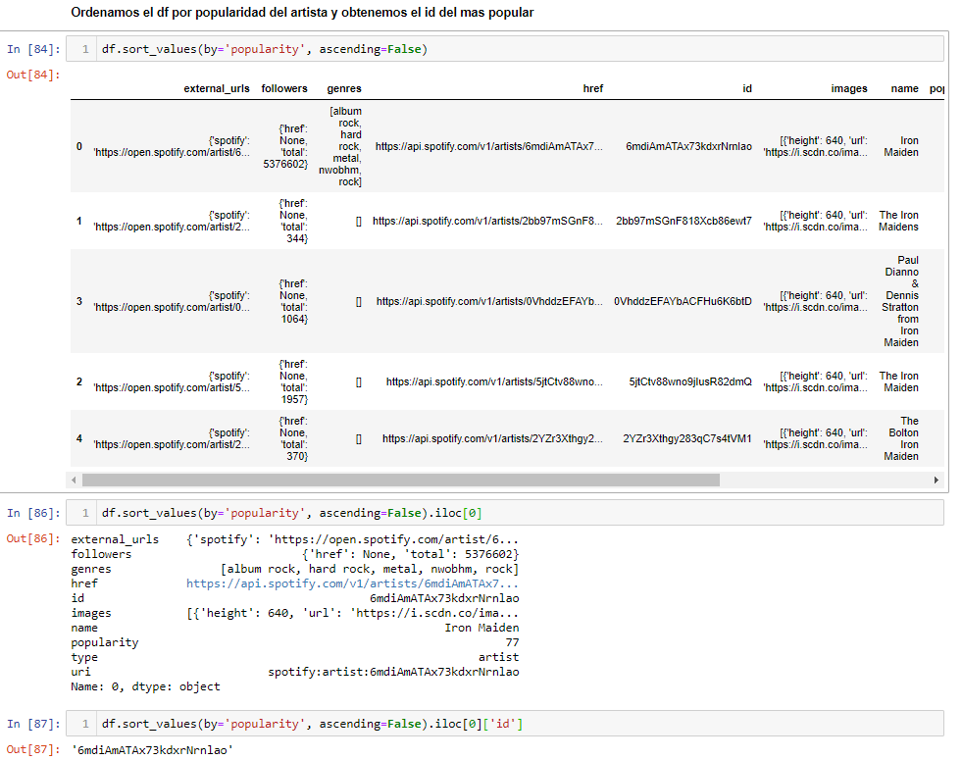 Ordenamos el df por popularidad del artista y obtenemos el id del mas popular
In [84]: 1 df.sort_values(by='popularity', ascending=False)
Out[84]:
external_urls followers genres href id images name pop
0 {'spotify': 'https://open.spotify.com/artist/6... {'href': None, 'total': 5376602} [album rock, hard rock, metal, nwobhm, rock] https://api.spotify.com/v1/artists/6mdiAmATAx7... 6mdiAmATAx73kdxrNrnlao [{'height': 640, 'url': 'https://i.scdn.co/ima... Iron Maiden
1 {'spotify': 'https://open.spotify.com/artist/2... {'href': None, 'total': 344} [] https://api.spotify.com/v1/artists/2bb97mSGnF8... 2bb97mSGnF818Xcb86ewt7 [{'height': 640, 'url': 'https://i.scdn.co/ima... The Iron Maidens
3 {'spotify': 'https://open.spotify.com/artist/0... {'href': None, 'total': 1064} [] https://api.spotify.com/v1/artists/0VhddzEFAYb... 0VhddzEFAYbACFHu6K6btD [{'height': 640, 'url': 'https://i.scdn.co/ima... Paul Dianno & Dennis Stratton from Iron Maiden
2 {'spotify': 'https://open.spotify.com/artist/5... {'href': None, 'total': 1957} [] https://api.spotify.com/v1/artists/5jtCtv88wno... 5jtCtv88wno9jIusR82dmQ [{'height': 640, 'url': 'https://i.scdn.co/ima... The Iron Maiden
4 {'spotify': 'https://open.spotify.com/artist/2... {'href': None, 'total': 370} [] https://api.spotify.com/v1/artists/2YZr3Xthgy2... 2YZr3Xthgy283qC7s4tVM1 [{'height': 640, 'url': 'https://i.scdn.co/ima... The Bolton Iron Maiden
In [86]: 1 df.sort_values(by='popularity', ascending=False).iloc[0]
Out[86]: external_urls {'spotify': 'https://open.spotify.com/artist/6...
followers {'href': None, 'total': 5376602}
genres [album rock, hard rock, metal, nwobhm, rock]
href https://api.spotify.com/v1/artists/6mdiAmATAx7...
id 6mdiAmATAx73kdxrNrnlao
images [{'height': 640, 'url': 'https://i.scdn.co/ima...
name Iron Maiden
popularity 77
type artist
uri spotify:artist:6mdiAmATAx73kdxrNrnlao
Name: 0, dtype: object
In [87]: 1 df.sort_values(by='popularity', ascending=False).iloc[0]['id']
Out[87]: '6mdiAmATAx73kdxrNrnlao'